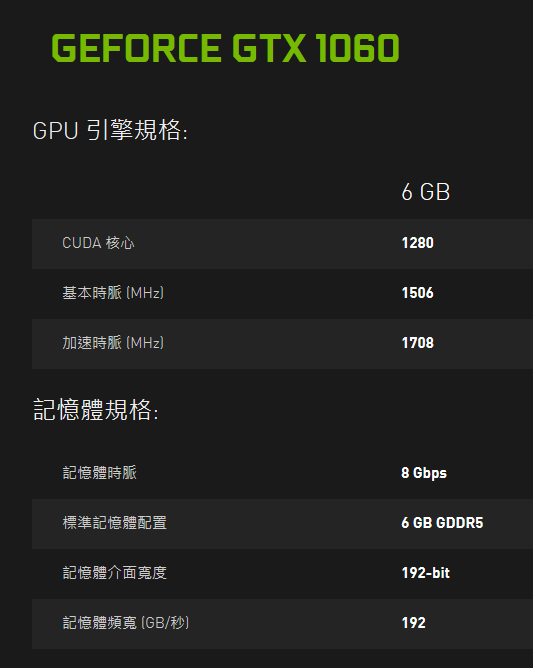 GEFORCE GTX 1060
GPU 引擎規格:
6 GB
CUDA 核心 1280
基本時脈 (MHz) 1506
加速時脈 (MHz) 1708
記憶體規格:
記憶體時脈 8 Gbps
標準記憶體配置 6 GB GDDR5
記憶體介面寬度 192-bit
記憶體頻寬 (GB/秒) 192